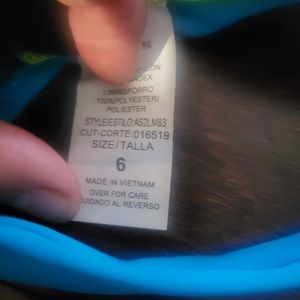 LINING/FORRO
100%POLYESTER/
POLIESTER
STYLE/ESTILO:AS2LM83
CUT-CORTE:016519
SIZE/TALLA
6
MADE IN VIETNAM
OVER FOR CARE
CUIDADO AL REVERSO